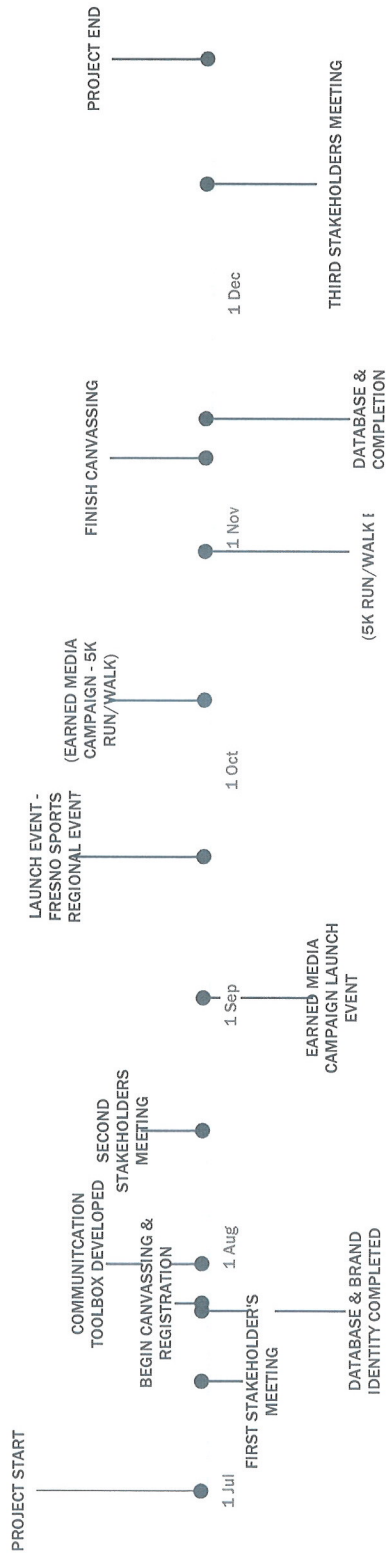 PROJECT START
1 Jul
FIRST STAKEHOLDER'S
MEETING
DATABASE & BRAND
IDENTITY COMPLETED
BEGIN CANVASSING &
REGISTRATION
COMMUNITCATION
TOOLBOX DEVELOPED
1 Aug
SECOND
STAKEHOLDERS
MEETING
1 Sep
EARNED MEDIA
CAMPAIGN LAUNCH
EVENT
LAUNCH EVENT -
FRESNO SPORTS
REGIONAL EVENT
1 Oct
(EARNED MEDIA
CAMPAIGN - 5K
RUN/WALK)
1 Nov
(5K RUN/WALK
FINISH CANVASSING
DATABASE &
COMPLETION
1 Dec
THIRD STAKEHOLDERS MEETING
PROJECT END